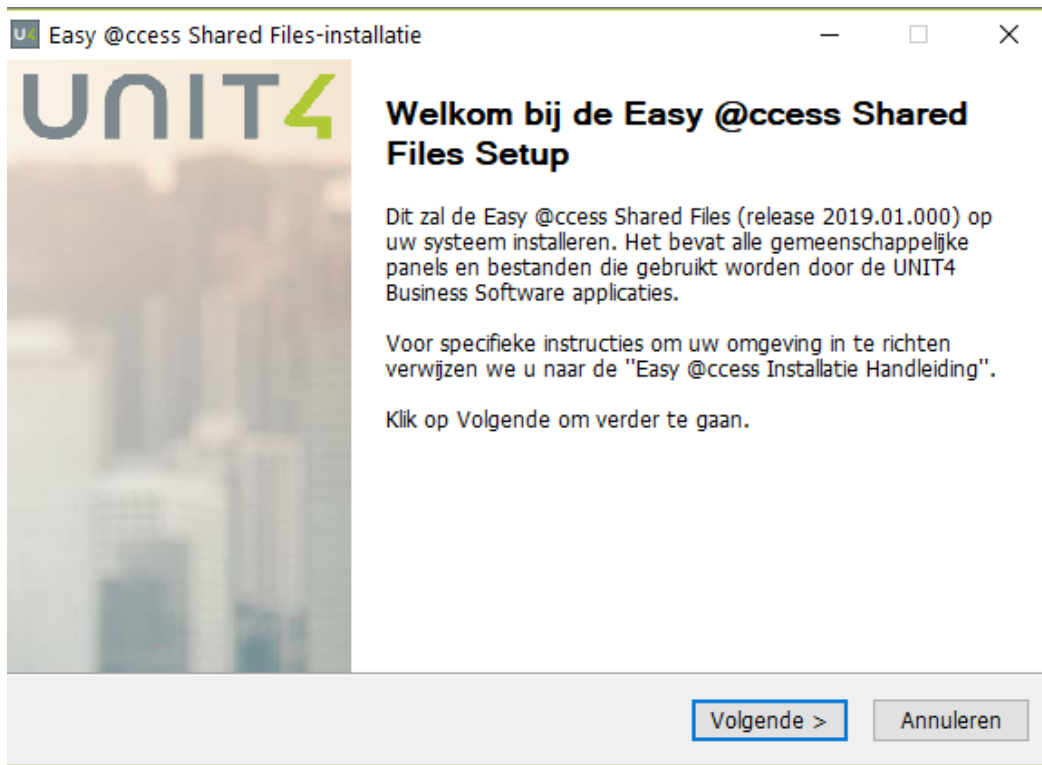 U4 Easy @ccess Shared Files-installatie
UNIT4
Welkom bij de Easy @ccess Shared
Files Setup
Dit zal de Easy @ccess Shared Files (release 2019.01.000) op
uw systeem installeren. Het bevat alle gemeenschappelijke
panels en bestanden die gebruikt worden door de UNIT4
Business Software applicaties.
Voor specifieke instructies om uw omgeving in te richten
verwijzen we u naar de "Easy @ccess Installatie Handleiding".
Klik op Volgende om verder te gaan.
Volgende >
Annuleren